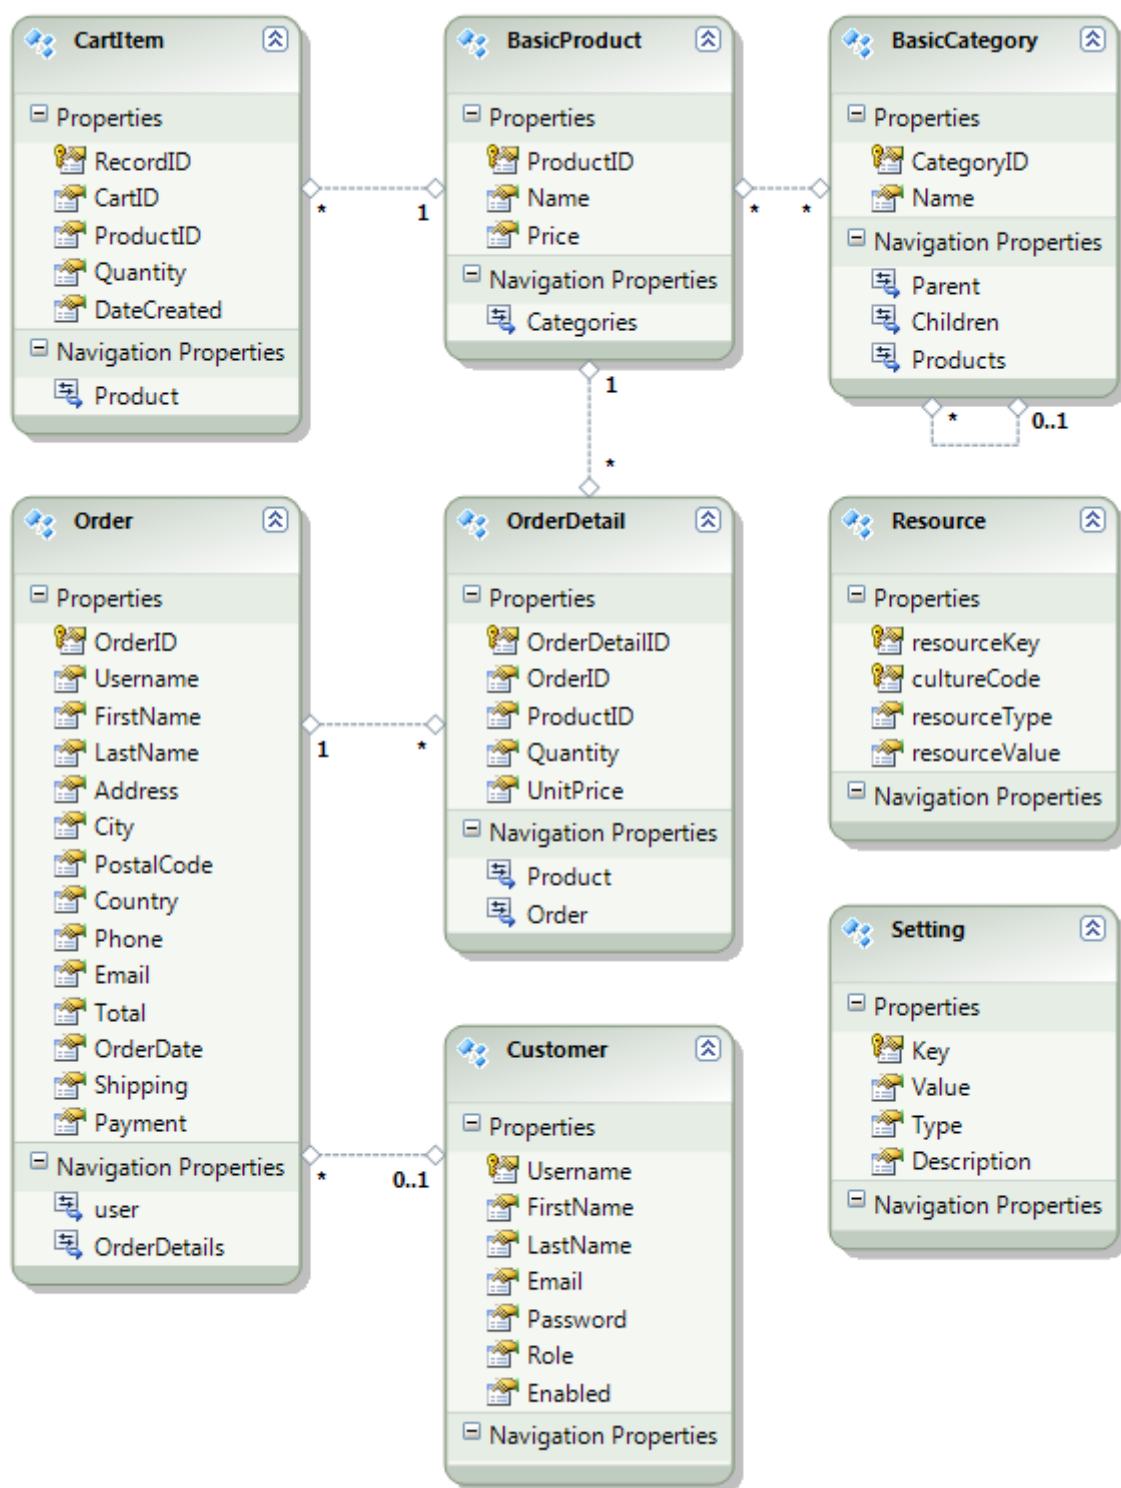 CartItem
Properties
RecordID
CartID
ProductID
Quantity
DateCreated
Navigation Properties
Product
* 1
BasicProduct
Properties
ProductID
Name
Price
Navigation Properties
Categories
* *
BasicCategory
Properties
CategoryID
Name
Navigation Properties
Parent
Children
Products
* 0..1
1
*
Order
Properties
OrderID
Username
FirstName
LastName
Address
City
PostalCode
Country
Phone
Email
Total
OrderDate
Shipping
Payment
Navigation Properties
user
OrderDetails
1 *
* 0..1
OrderDetail
Properties
OrderDetailID
OrderID
ProductID
Quantity
UnitPrice
Navigation Properties
Product
Order
Resource
Properties
resourceKey
cultureCode
resourceType
resourceValue
Navigation Properties
Customer
Properties
Username
FirstName
LastName
Email
Password
Role
Enabled
Navigation Properties
Setting
Properties
Key
Value
Type
Description
Navigation Properties